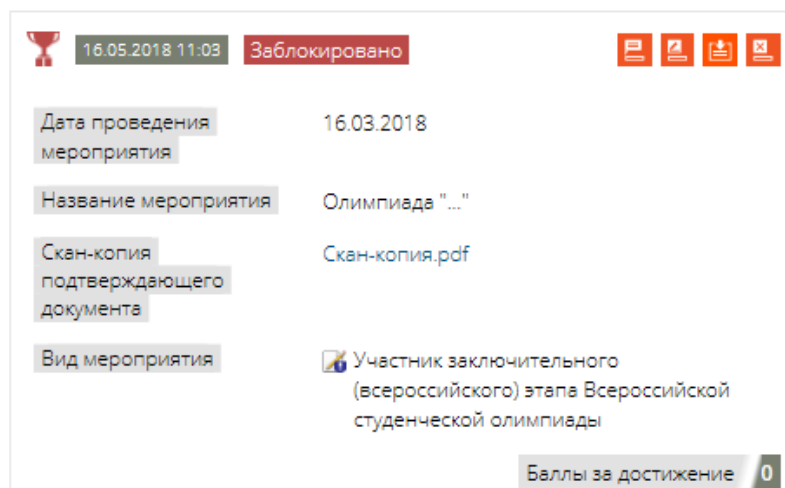 16.05.2018 11:03 Заблокировано
Дата проведения 16.03.2018
мероприятия
Название мероприятия Олимпиада "..."
Скан-копия Скан-копия.pdf
подтверждающего
документа
Вид мероприятия Участник заключительного
(всероссийского) этапа Всероссийской
студенческой олимпиады
Баллы за достижение 0